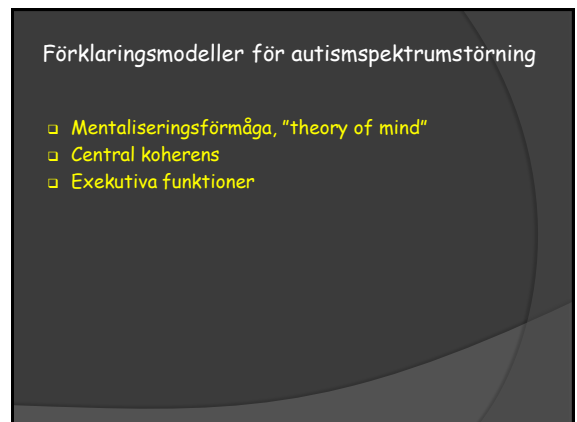 Förklaringsmodeller för autismspektrumstörning
Mentaliseringsförmåga, ”theory of mind”
Central koherens
Exekutiva funktioner